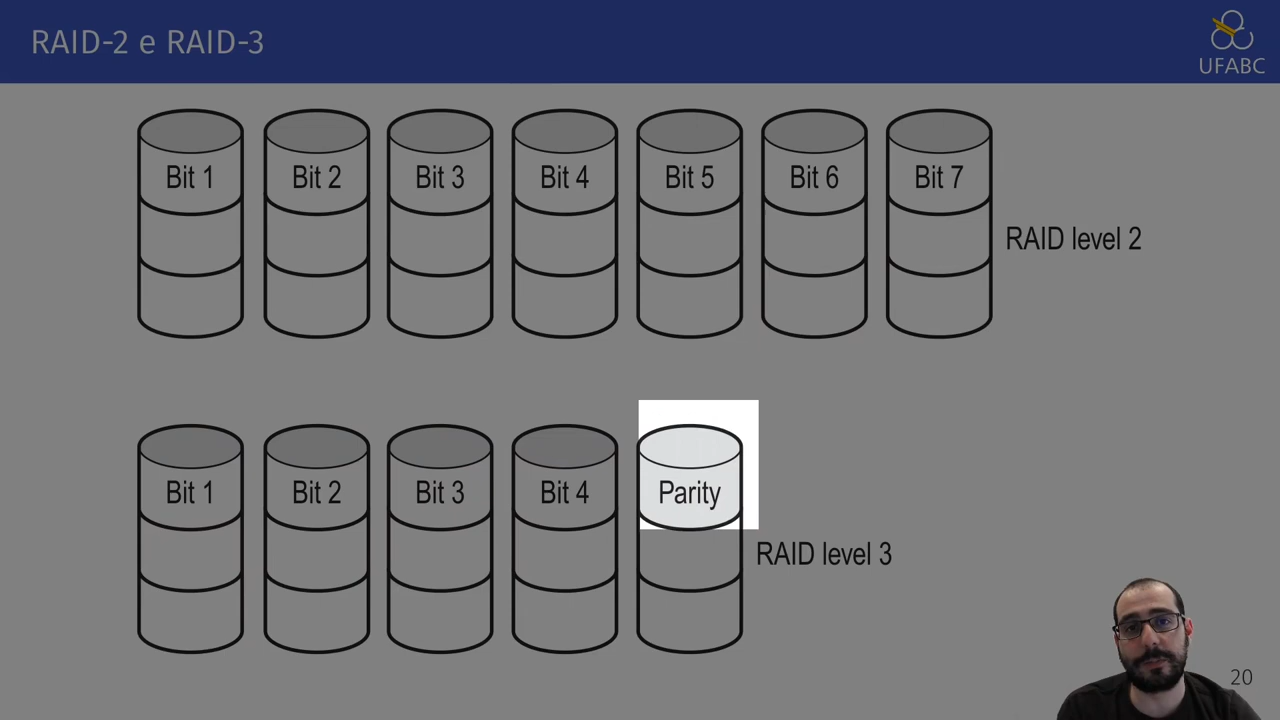 RAID-2 e RAID-3
UFABC
Bit 1 Bit 2 Bit 3 Bit 4 Bit 5 Bit 6 Bit 7
RAID level 2
Bit 1 Bit 2 Bit 3 Bit 4 Parity
RAID level 3
20